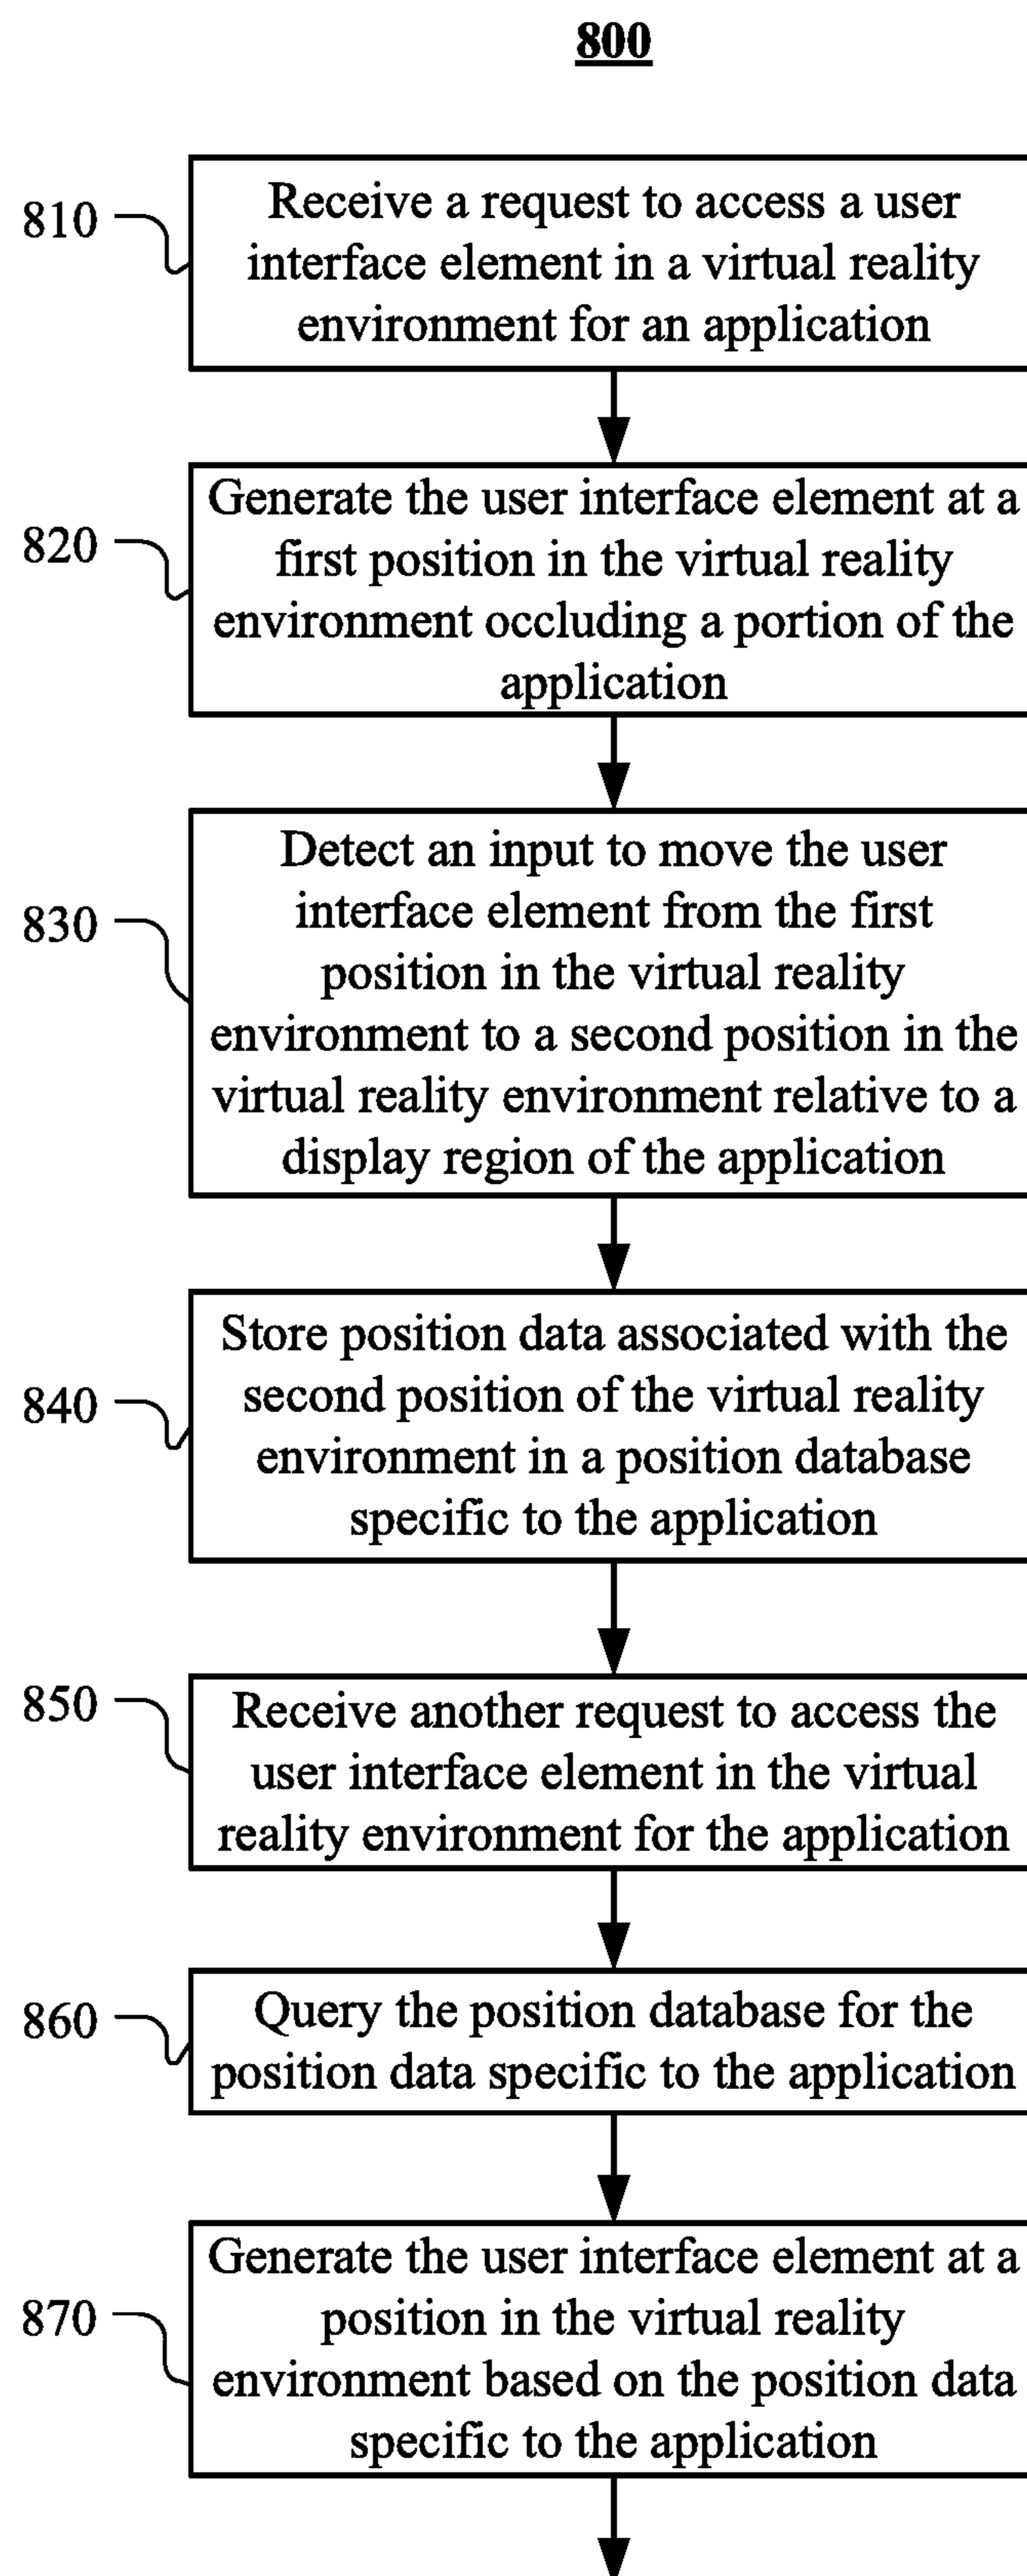 800
810
Receive a request to access a user
interface element in a virtual reality
environment for an application
820
Generate the user interface element at a
first position in the virtual reality
environment occluding a portion of the
application
830
Detect an input to move the user
interface element from the first
position in the virtual reality
environment to a second position in the
virtual reality environment relative to a
display region of the application
840
Store position data associated with the
second position of the virtual reality
environment in a position database
specific to the application
850
Receive another request to access the
user interface element in the virtual
reality environment for the application
860
Query the position database for the
position data specific to the application
870
Generate the user interface element at a
position in the virtual reality
environment based on the position data
specific to the application